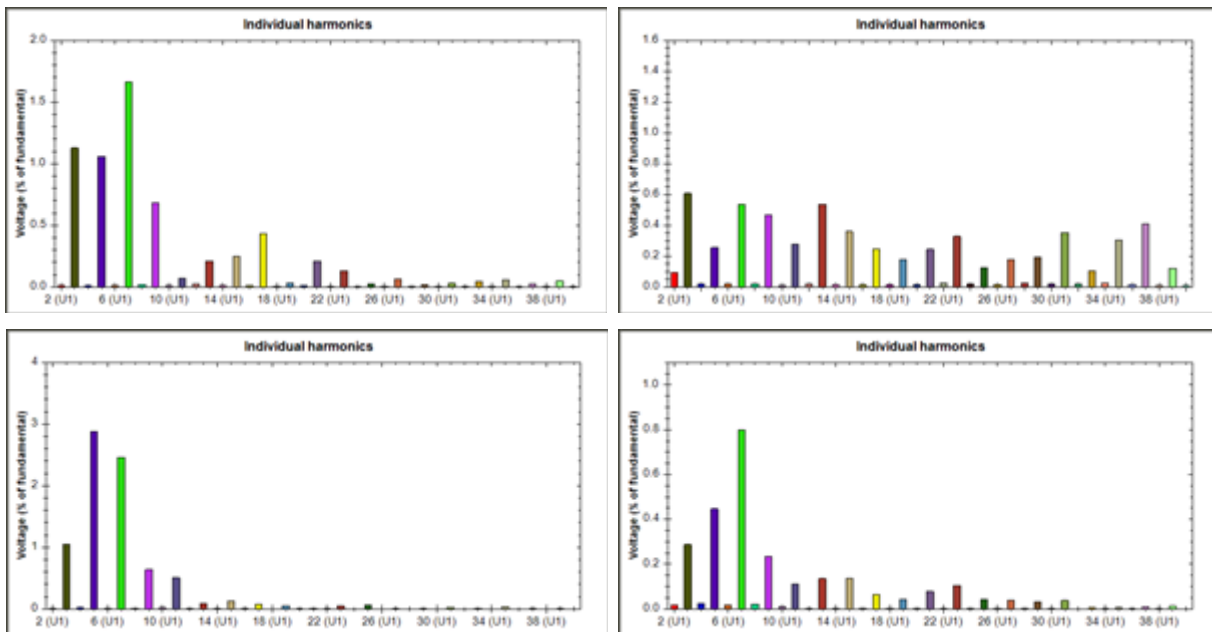 Individual harmonics
Voltage (% of fundamental)
2.0
1.5
1.0
0.5
0.0
2 (U1) 6 (U1) 10 (U1) 14 (U1) 18 (U1) 22 (U1) 26 (U1) 30 (U1) 34 (U1) 38 (U1)
Individual harmonics
Voltage (% of fundamental)
1.6
1.4
1.2
1.0
0.8
0.6
0.4
0.2
0.0
2 (U1) 6 (U1) 10 (U1) 14 (U1) 18 (U1) 22 (U1) 26 (U1) 30 (U1) 34 (U1) 38 (U1)
Individual harmonics
Voltage (% of fundamental)
4
3
2
1
0
2 (U1) 6 (U1) 10 (U1) 14 (U1) 18 (U1) 22 (U1) 26 (U1) 30 (U1) 34 (U1) 38 (U1)
Individual harmonics
Voltage (% of fundamental)
1.0
0.8
0.6
0.4
0.2
0.0
2 (U1) 6 (U1) 10 (U1) 14 (U1) 18 (U1) 22 (U1) 26 (U1) 30 (U1) 34 (U1) 38 (U1)